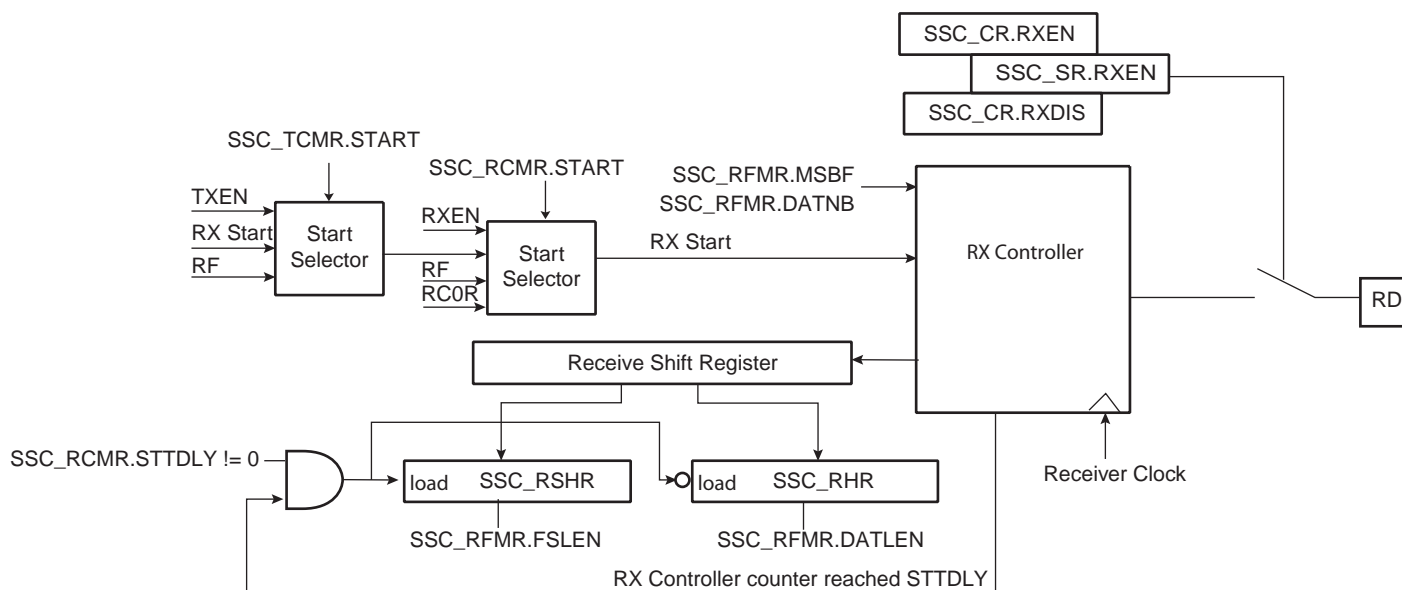 SSC_CR.RXEN
SSC_SR.RXEN
SSC_CR.RXDIS
SSC_TCMR.START
SSC_RCMR.START
SSC_RFMR.MSBF
SSC_RFMR.DATNB
TXEN
RX Start
RF
Start
Selector
RXEN
RF
RC0R
Start
Selector
RX Start
RX Controller
RD
Receive Shift Register
SSC_RCMR.STTDLY != 0
load
SSC_RSHR
load
SSC_RHR
Receiver Clock
SSC_RFMR.FSLEN
SSC_RFMR.DATLEN
RX Controller counter reached STTDLY